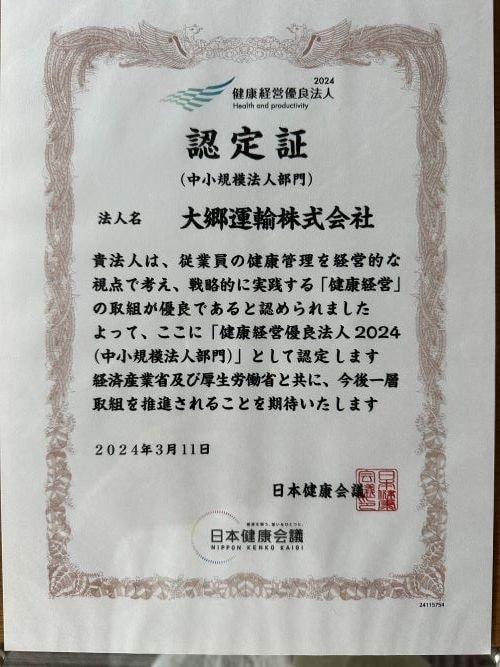 2024
健康経営優良法人
Health and productivity
認定証
(中小規模法人部門)
法人名 大郷運輸株式会社
貴法人は、従業員の健康管理を経営的な
視点で考え、戦略的に実践する「健康経営」
の取組が優良であると認められました
よって、ここに「健康経営優良法人2024
(中小規模法人部門)」として認定します
経済産業省及び厚生労働省と共に、今後一層
取組を推進されることを期待いたします
2024年3月11日
日本健康会議
日本健康会議
NIPPON KENKO KAIGI
24115754